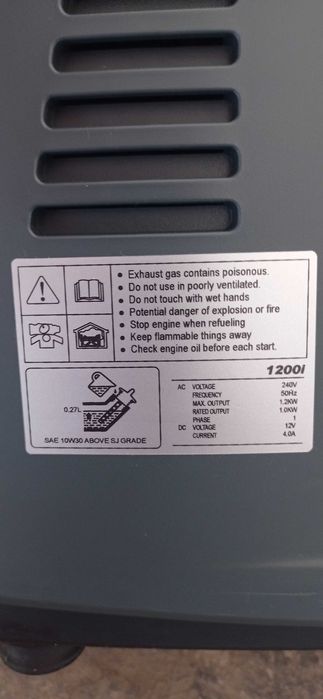 • Exhaust gas contains poisonous.
• Do not use in poorly ventilated.
• Do not touch with wet hands
• Potential danger of explosion or fire
• Stop engine when refueling
• Keep flammable things away
• Check engine oil before each start.
0.27L
SAE 10W30 ABOVE SJ GRADE
1200i
AC VOLTAGE 240V
FREQUENCY 50Hz
MAX. OUTPUT 1.2KW
RATED OUTPUT 1.0KW
PHASE 1
DC VOLTAGE 12V
CURRENT 4.0A